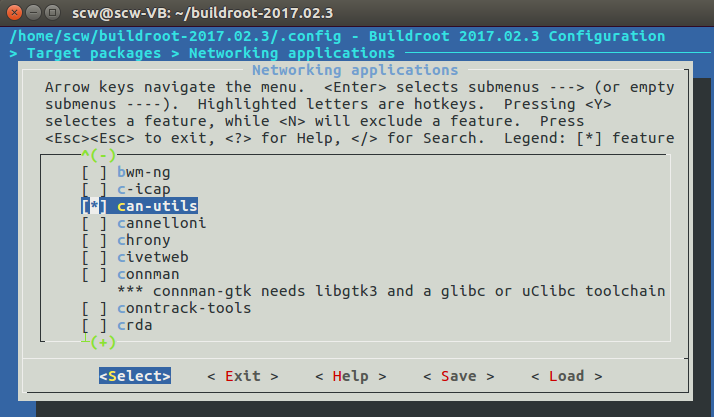 scw@scw-VB: ~/buildroot-2017.02.3
/home/scw/buildroot-2017.02.3/.config - Buildroot 2017.02.3 Configuration
> Target packages > Networking applications
Networking applications
Arrow keys navigate the menu.  <Enter> selects submenus ---> (or empty
submenus ----).  Highlighted letters are hotkeys.  Pressing <Y>
selectes a feature, while <N> will exclude a feature.  Press
<Esc><Esc> to exit, <?> for Help, </> for Search.  Legend: [*] feature
^(-)
[ ] bwm-ng
[ ] c-icap
[*] can-utils
[ ] cannelloni
[ ] chrony
[ ] civetweb
[ ] connman
*** connman-gtk needs libgtk3 and a glibc or uClibc toolchain
[ ] conntrack-tools
[ ] crda
(+)
<Select>    < Exit >    < Help >    < Save >    < Load >